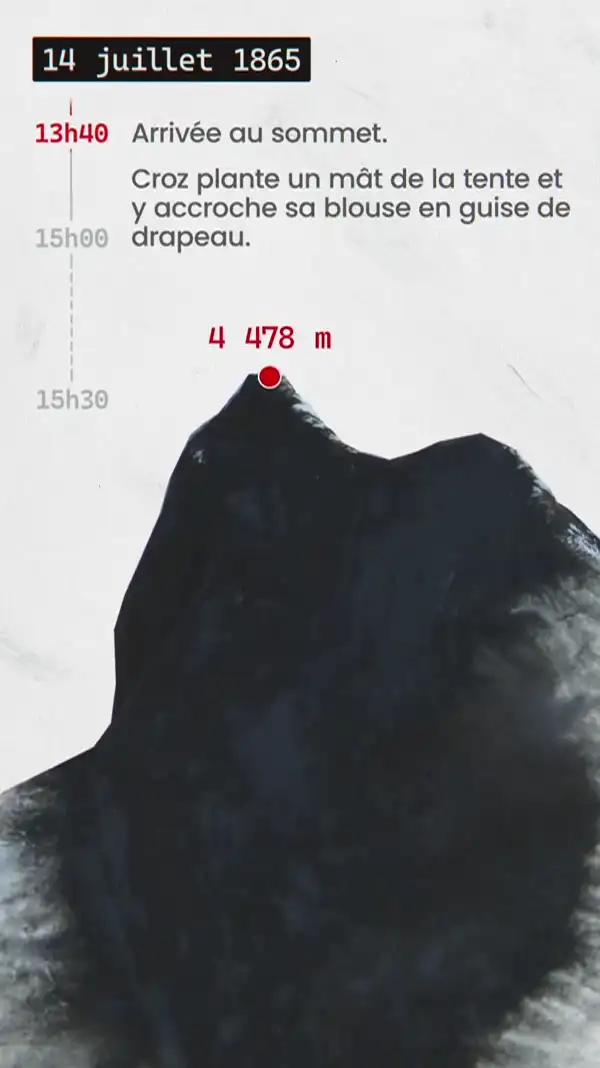 14 juillet 1865
13h40
Arrivée au sommet.
Croz plante un mât de la tente et
y accroche sa blouse en guise de
drapeau.
15h00
4 478 m
15h30